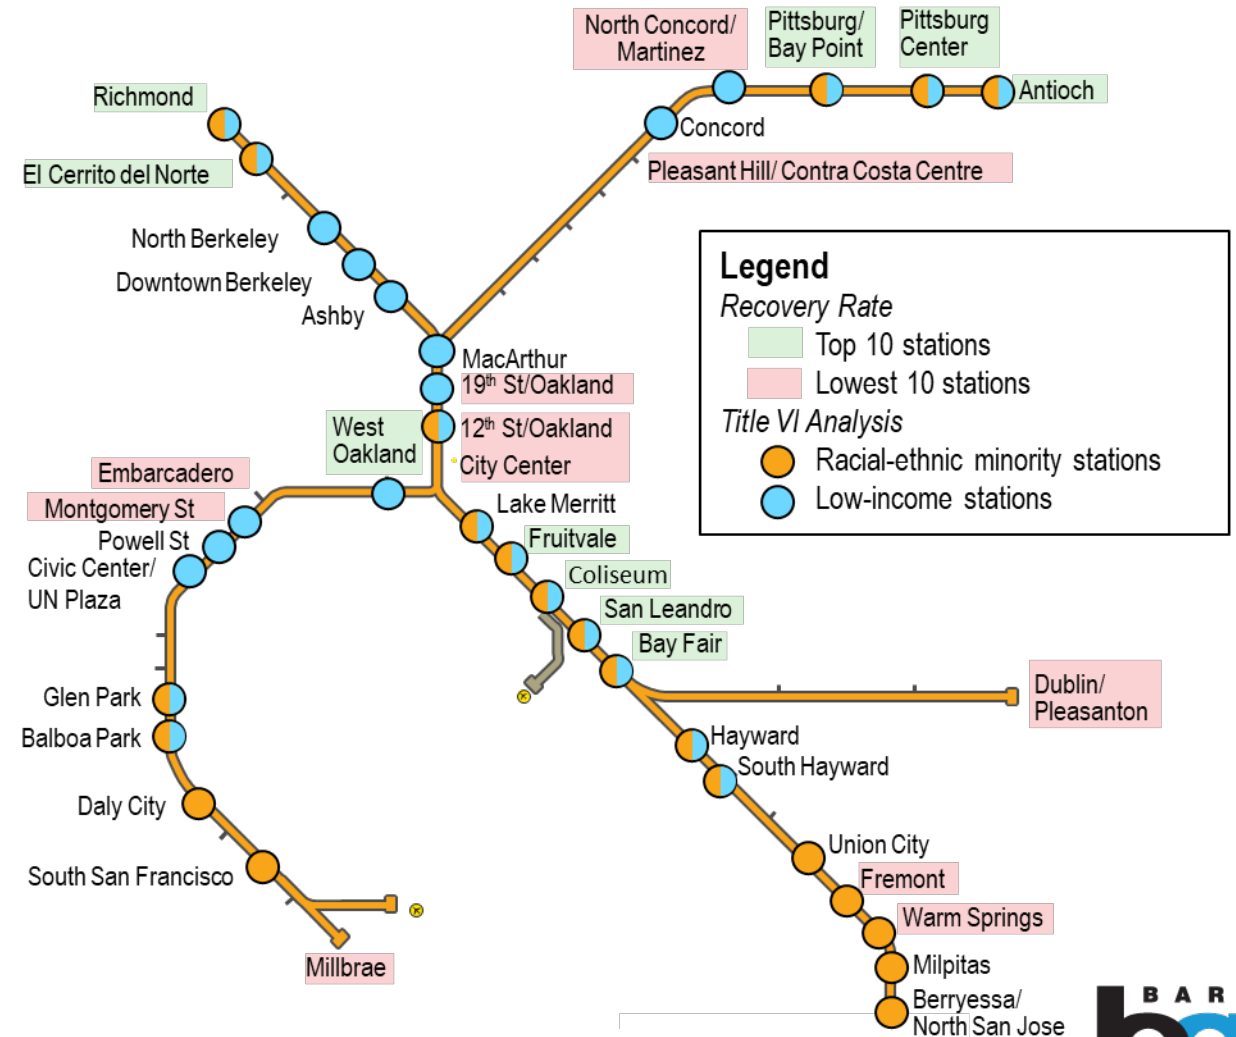 North Concord/
Martinez
Pittsburg/
Bay Point
Pittsburg
Center
Antioch
Richmond
Concord
El Cerrito del Norte
Pleasant Hill/ Contra Costa Centre
North Berkeley
Downtown Berkeley
Ashby
MacArthur
19th St/Oakland
West
Oakland
12th St/Oakland
City Center
Embarcadero
Montgomery St
Powell St
Civic Center/
UN Plaza
Lake Merritt
Fruitvale
Coliseum
San Leandro
Bay Fair
Glen Park
Balboa Park
Daly City
South San Francisco
Millbrae
Dublin/
Pleasanton
Hayward
South Hayward
Union City
Fremont
Warm Springs
Milpitas
Berryessa/
North San Jose
Legend
Recovery Rate
Top 10 stations
Lowest 10 stations
Title VI Analysis
Racial-ethnic minority stations
Low-income stations
B A R